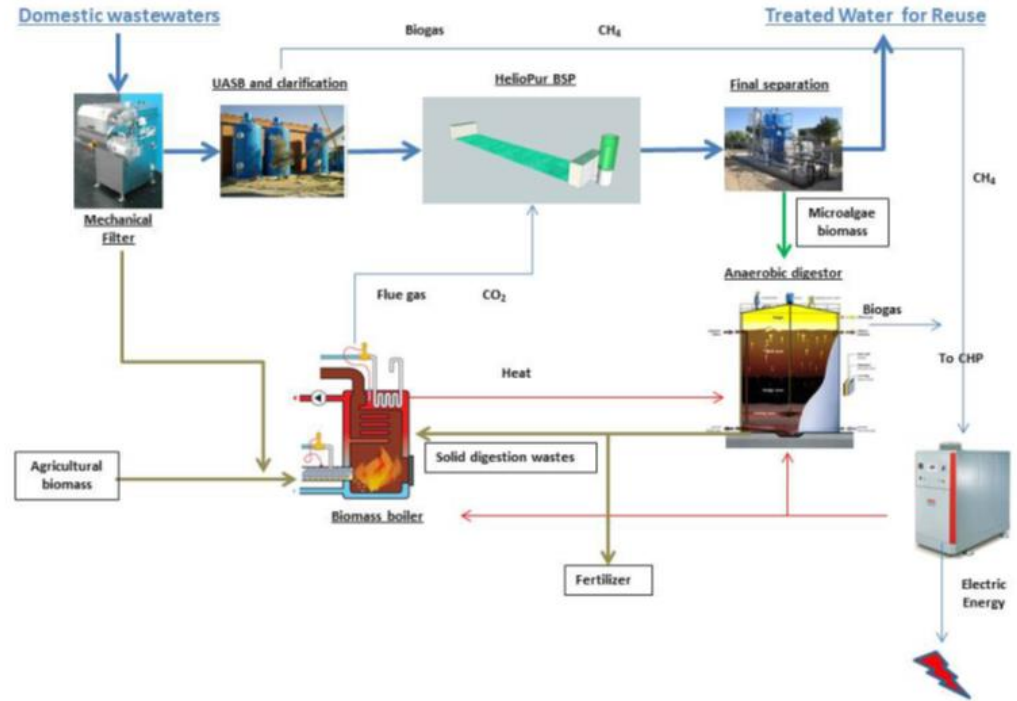 Domestic wastewaters
Treated Water for Reuse
Biogas
CH₄
UASB and clarification
HelioPur BSP
Final separation
CH₄
Mechanical
Filter
Microalgae
biomass
Anaerobic digestor
Flue gas
CO₂
Biogas
To CHP
Heat
Agricultural
biomass
Solid digestion wastes
Biomass boiler
Fertilizer
Electric
Energy